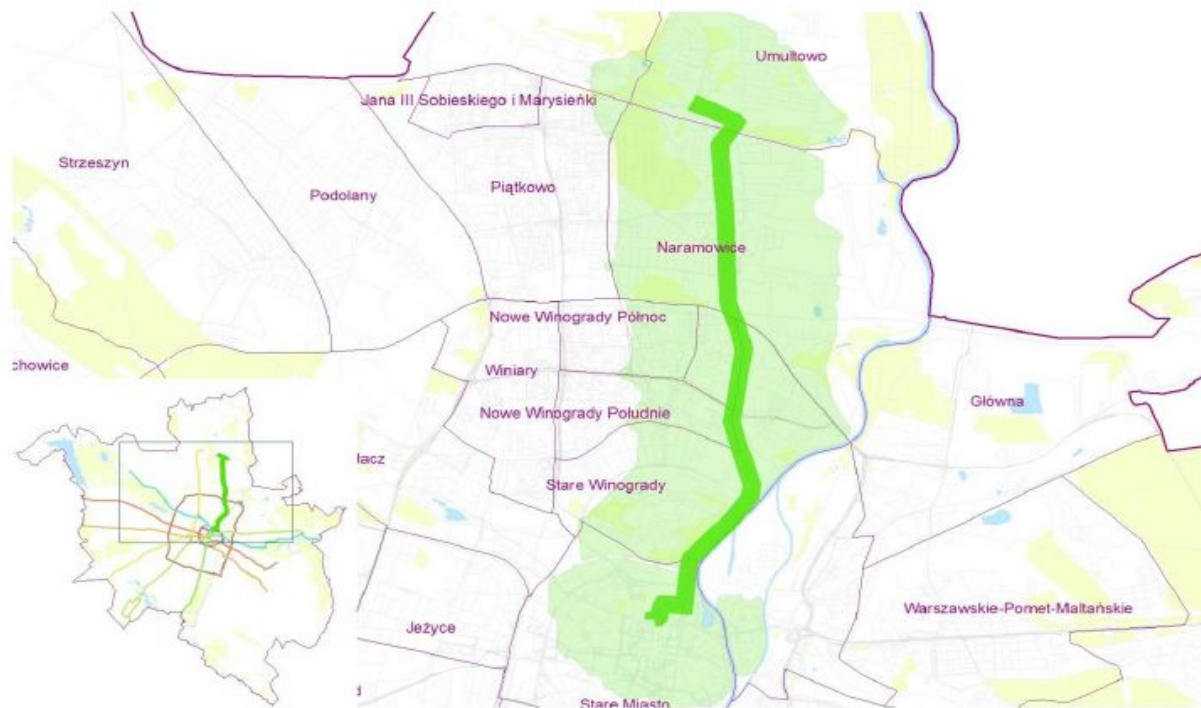 Umultowo
Jana III Sobieskiego i Marysieńki
Strzeszyn
Podolany
Piątkowo
Naramowice
Nowe Winogrady Północ
chowice
Winiary
Główna
Nowe Winogrady Południe
łacz
Stare Winogrady
Warszawskie-Pomet-Maltańskie
Jeżyce
d
Stare Miasto